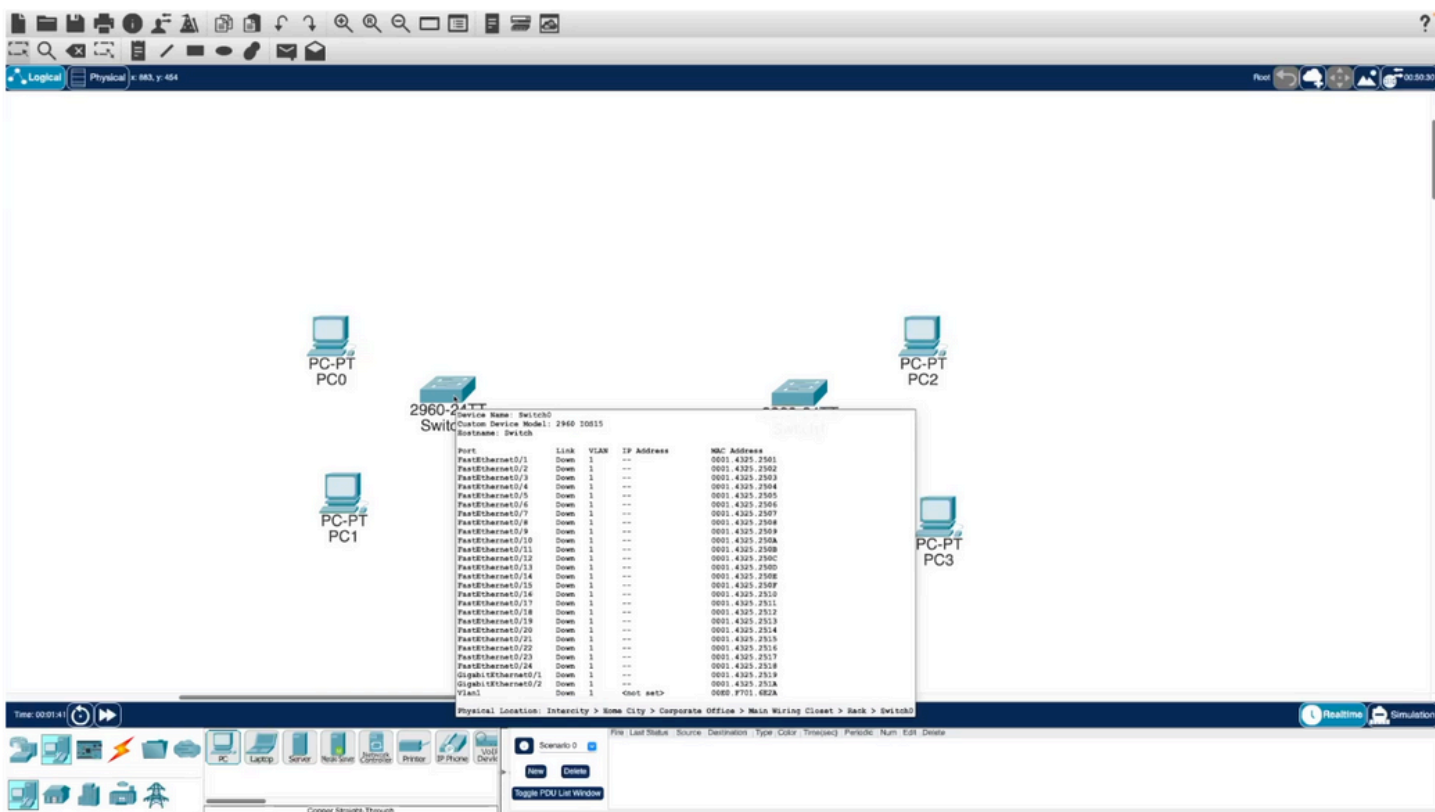 ?
Logical
Physical
x: 883, y: 454
Root
00:50:30
PC-PT
PC0
PC-PT
PC2
2960-24TT
Switc
PC-PT
PC1
PC-PT
PC3
Device Name: Switch0
Custom Device Model: 2960 IOS15
Hostname: Switch
Port Link VLAN IP Address MAC Address
FastEthernet0/1 Down 1 -- 0001.4325.2501
FastEthernet0/2 Down 1 -- 0001.4325.2502
FastEthernet0/3 Down 1 -- 0001.4325.2503
FastEthernet0/4 Down 1 -- 0001.4325.2504
FastEthernet0/5 Down 1 -- 0001.4325.2505
FastEthernet0/6 Down 1 -- 0001.4325.2506
FastEthernet0/7 Down 1 -- 0001.4325.2507
FastEthernet0/8 Down 1 -- 0001.4325.2508
FastEthernet0/9 Down 1 -- 0001.4325.2509
FastEthernet0/10 Down 1 -- 0001.4325.250A
FastEthernet0/11 Down 1 -- 0001.4325.250B
FastEthernet0/12 Down 1 -- 0001.4325.250C
FastEthernet0/13 Down 1 -- 0001.4325.250D
FastEthernet0/14 Down 1 -- 0001.4325.250E
FastEthernet0/15 Down 1 -- 0001.4325.250F
FastEthernet0/16 Down 1 -- 0001.4325.2510
FastEthernet0/17 Down 1 -- 0001.4325.2511
FastEthernet0/18 Down 1 -- 0001.4325.2512
FastEthernet0/19 Down 1 -- 0001.4325.2513
FastEthernet0/20 Down 1 -- 0001.4325.2514
FastEthernet0/21 Down 1 -- 0001.4325.2515
FastEthernet0/22 Down 1 -- 0001.4325.2516
FastEthernet0/23 Down 1 -- 0001.4325.2517
FastEthernet0/24 Down 1 -- 0001.4325.2518
GigabitEthernet0/1 Down 1 -- 0001.4325.2519
GigabitEthernet0/2 Down 1 -- 0001.4325.251A
Vlan1 Down 1 <not set> 00E0.F701.6E2A
Physical Location: Intercity > Home City > Corporate Office > Main Wiring Closet > Rack > Switch0
Time: 00:01:41
Realtime
Simulation
PC
Laptop
Server
Meraki Server
Network Controller
Printer
IP Phone
VoIP
Devic
Scenario 0
New
Delete
Toggle PDU List Window
Fire Last Status Source Destination Type Color Time(sec) Periodic Num Edit Delete
Copper Straight-Through